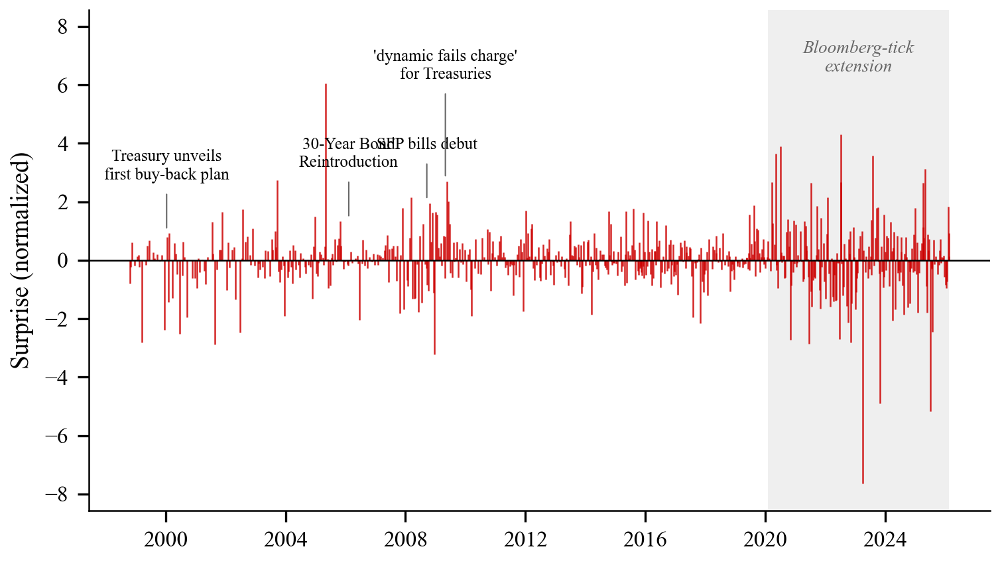 Surprise (normalized)
8
6
4
2
0
−2
−4
−6
−8
2000
2004
2008
2012
2016
2020
2024
Treasury unveils
first buy-back plan
30-Year Bond
Reintroduction
SFP bills debut
'dynamic fails charge'
for Treasuries
Bloomberg-tick
extension